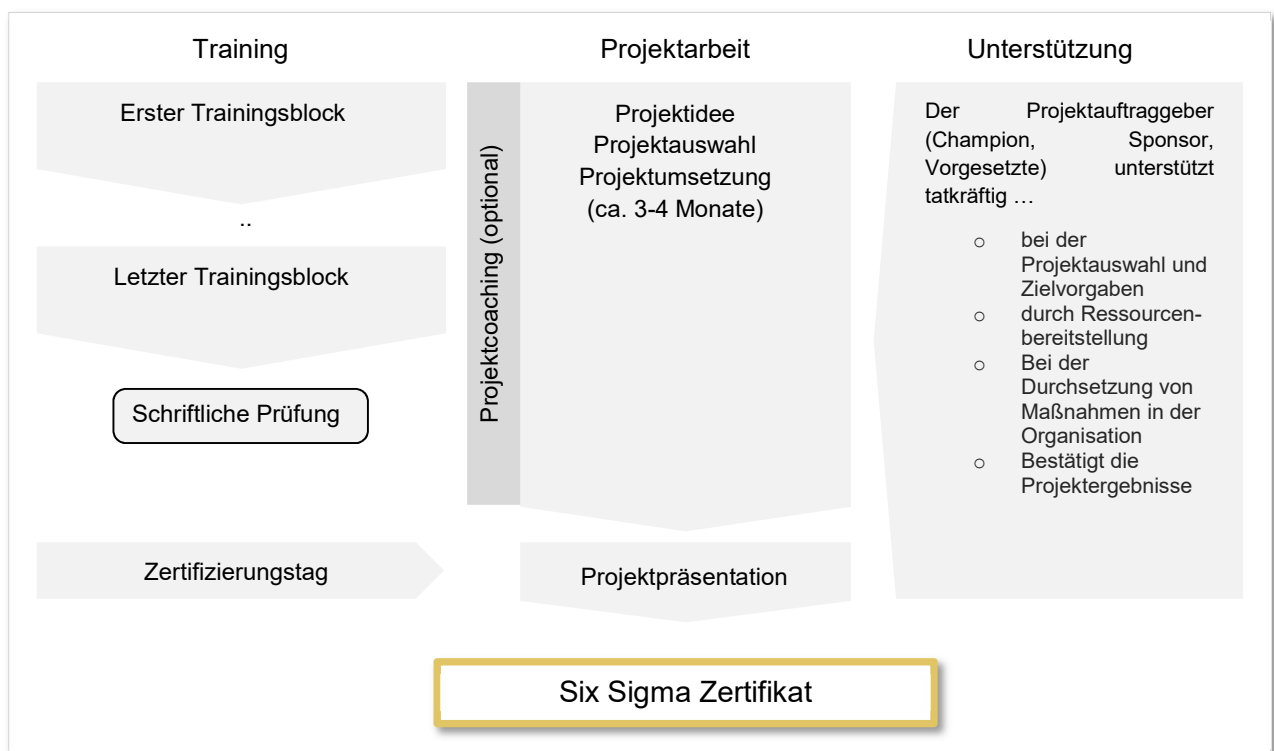 Training
Erster Trainingsblock
..
Letzter Trainingsblock
Schriftliche Prüfung
Zertifizierungstag
Projektarbeit
Projektcoaching (optional)
Projektidee
Projektauswahl
Projektumsetzung
(ca. 3-4 Monate)
Projektpräsentation
Unterstützung
Der Projektauftraggeber
(Champion, Sponsor,
Vorgesetzte) unterstützt
tatkräftig …
o bei der
Projektauswahl und
Zielvorgaben
o durch Ressourcen-
bereitstellung
o Bei der
Durchsetzung von
Maßnahmen in der
Organisation
o Bestätigt die
Projektergebnisse
Six Sigma Zertifikat